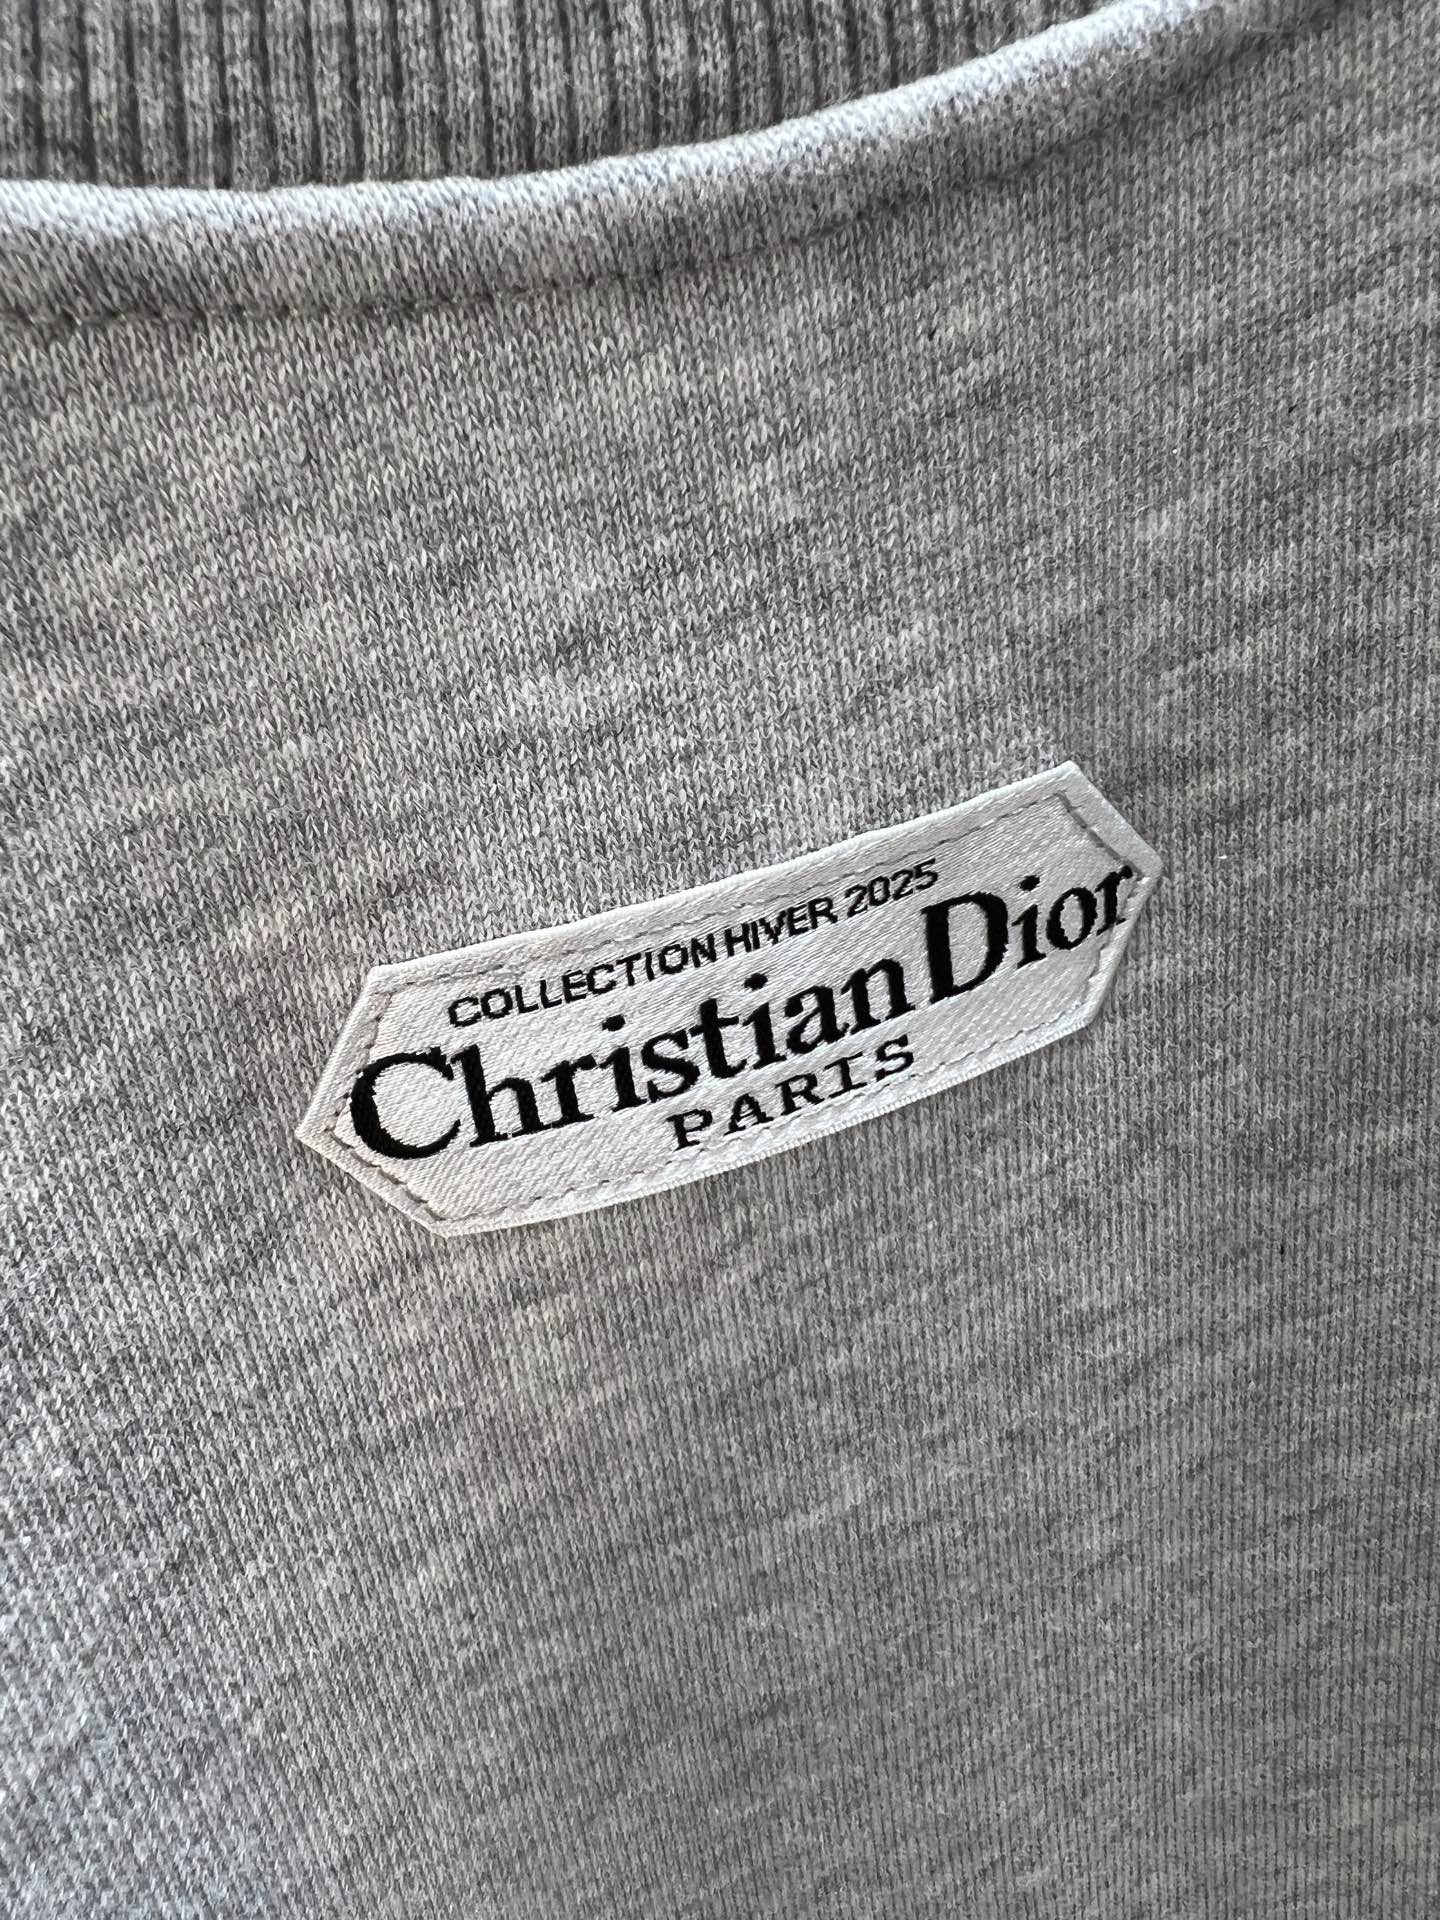 COLLECTION HIVER 2025
Christian Dior
PARIS